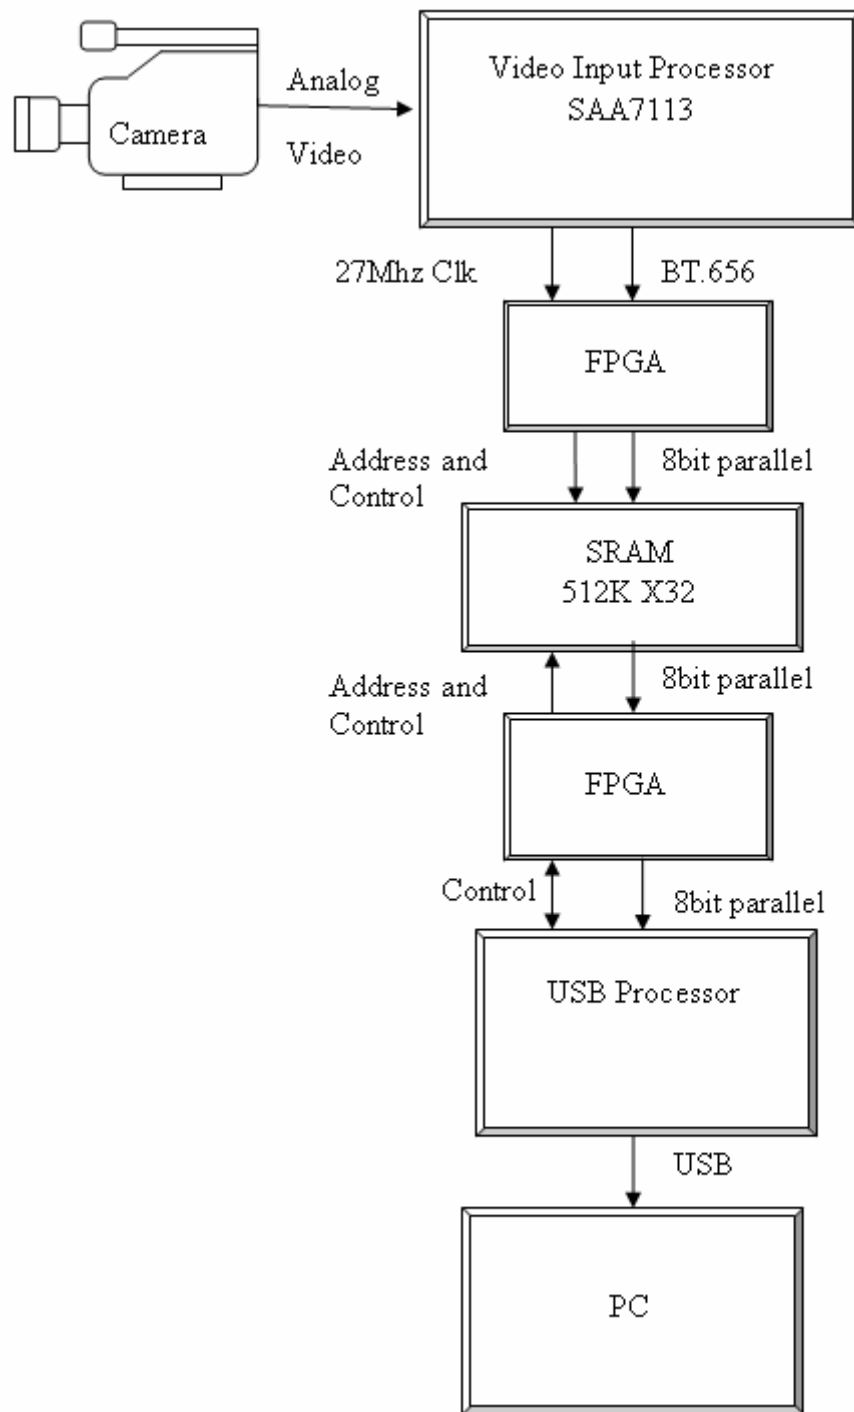 Video Input Processor
SAA7113
Analog
Video
Camera
27Mhz Clk
BT.656
FPGA
Address and
Control
8bit parallel
SRAM
512K X32
8bit parallel
Address and
Control
FPGA
Control
8bit parallel
USB Processor
USB
PC